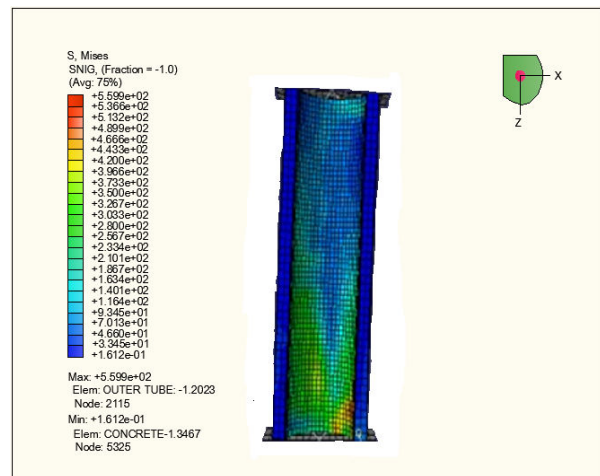 S, Mises
SNIG, (Fraction = -1.0)
(Avg: 75%)
+5.599e+02
+5.366e+02
+5.132e+02
+4.899e+02
+4.666e+02
+4.433e+02
+4.200e+02
+3.966e+02
+3.733e+02
+3.500e+02
+3.267e+02
+3.033e+02
+2.800e+02
+2.567e+02
+2.334e+02
+2.101e+02
+1.867e+02
+1.634e+02
+1.401e+02
+1.164e+02
+9.345e+01
+7.013e+01
+4.660e+01
+3.345e+01
+1.612e-01
Max: +5.599e+02
Elem: OUTER TUBE: -1.2023
Node: 2115
Min: +1.612e-01
Elem: CONCRETE-1.3467
Node: 5325
X
Z